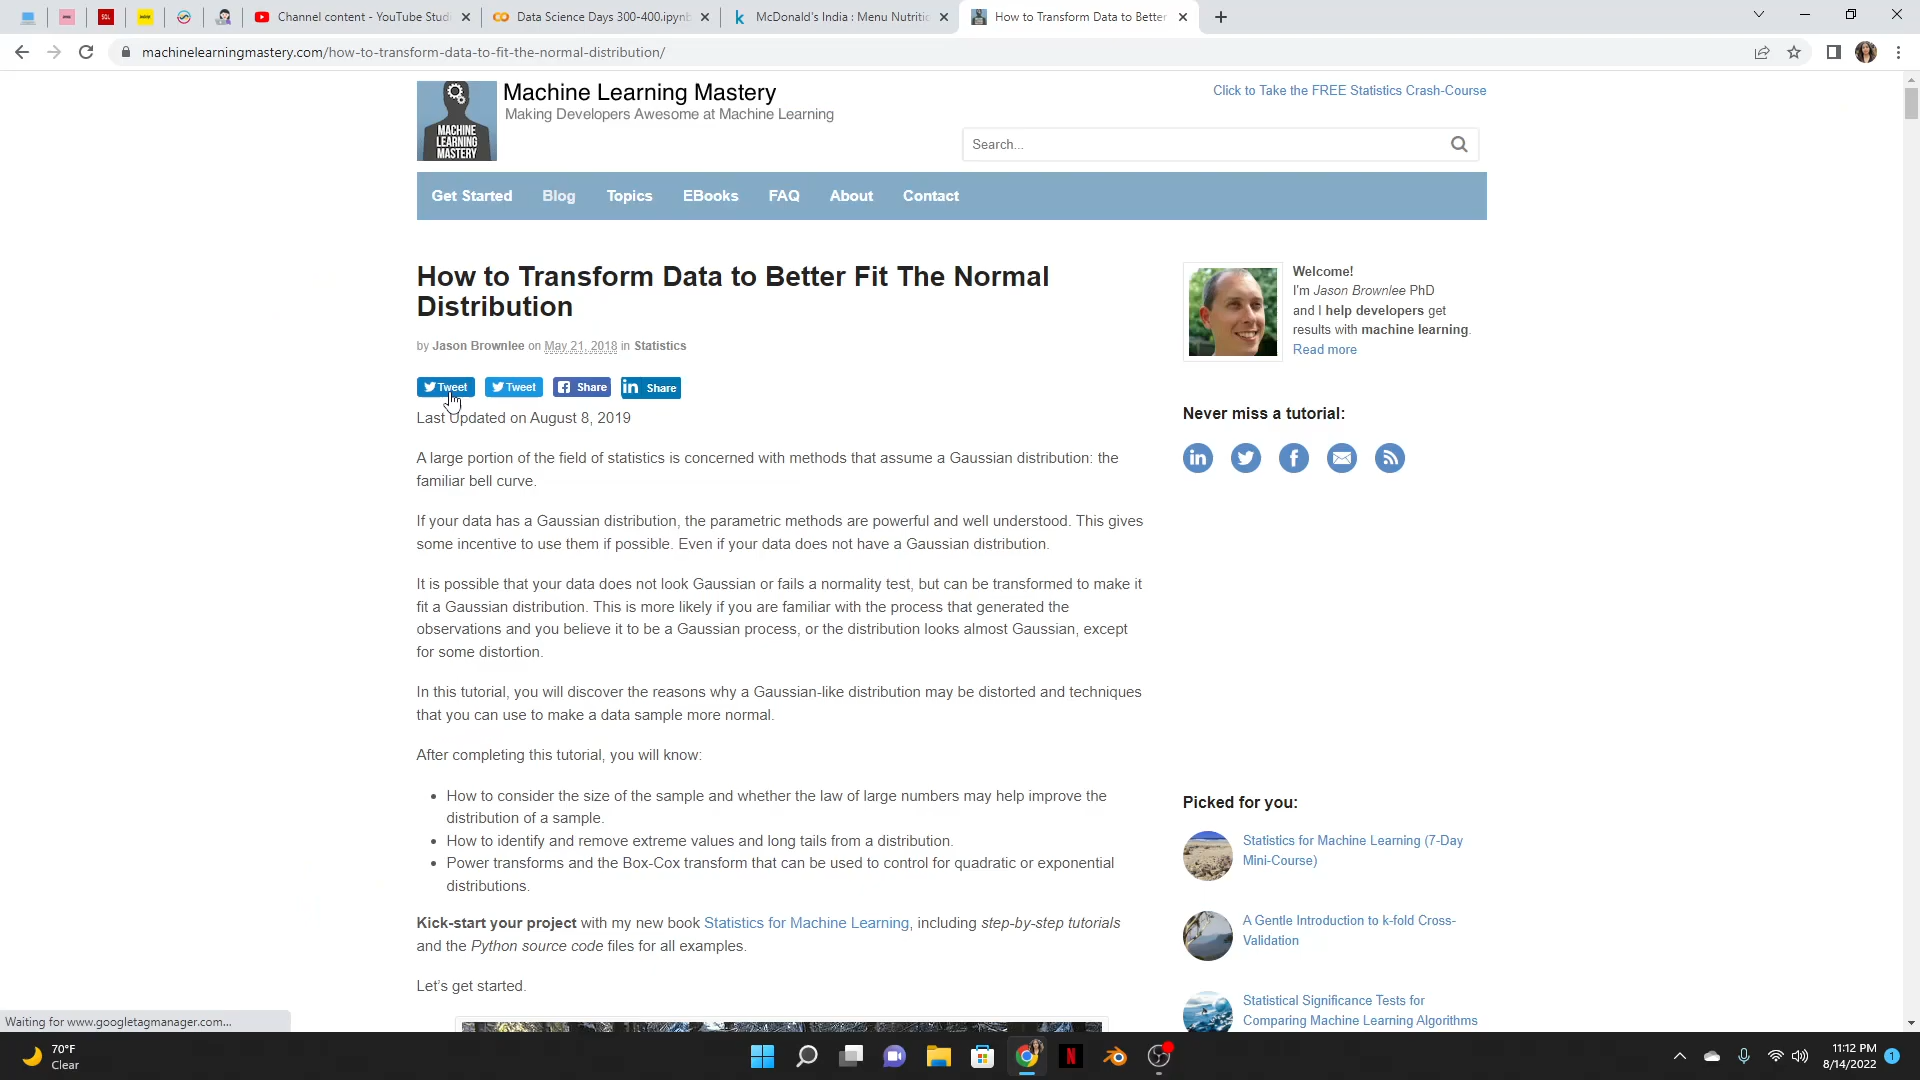 Channel content - YouTube Studi
Data Science Days 300-400.ipynb
McDonald's India : Menu Nutritic
How to Transform Data to Better
machinelearningmastery.com/how-to-transform-data-to-fit-the-normal-distribution/
MACHINE
LEARNING
MASTERY
Machine Learning Mastery
Making Developers Awesome at Machine Learning
Click to Take the FREE Statistics Crash-Course
Search...
Get Started Blog Topics EBooks FAQ About Contact
How to Transform Data to Better Fit The Normal
Distribution
by Jason Brownlee on May 21, 2018 in Statistics
Tweet Tweet Share Share
Last Updated on August 8, 2019
A large portion of the field of statistics is concerned with methods that assume a Gaussian distribution: the
familiar bell curve.
If your data has a Gaussian distribution, the parametric methods are powerful and well understood. This gives
some incentive to use them if possible. Even if your data does not have a Gaussian distribution.
It is possible that your data does not look Gaussian or fails a normality test, but can be transformed to make it
fit a Gaussian distribution. This is more likely if you are familiar with the process that generated the
observations and you believe it to be a Gaussian process, or the distribution looks almost Gaussian, except
for some distortion.
In this tutorial, you will discover the reasons why a Gaussian-like distribution may be distorted and techniques
that you can use to make a data sample more normal.
After completing this tutorial, you will know:
• How to consider the size of the sample and whether the law of large numbers may help improve the
distribution of a sample.
• How to identify and remove extreme values and long tails from a distribution.
• Power transforms and the Box-Cox transform that can be used to control for quadratic or exponential
distributions.
Kick-start your project with my new book Statistics for Machine Learning, including step-by-step tutorials
and the Python source code files for all examples.
Let's get started.
Welcome!
I'm Jason Brownlee PhD
and I help developers get
results with machine learning.
Read more
Never miss a tutorial:
Picked for you:
Statistics for Machine Learning (7-Day
Mini-Course)
A Gentle Introduction to k-fold Cross-
Validation
Statistical Significance Tests for
Comparing Machine Learning Algorithms
Waiting for www.googletagmanager.com...
70°F
Clear
11:12 PM
8/14/2022
1